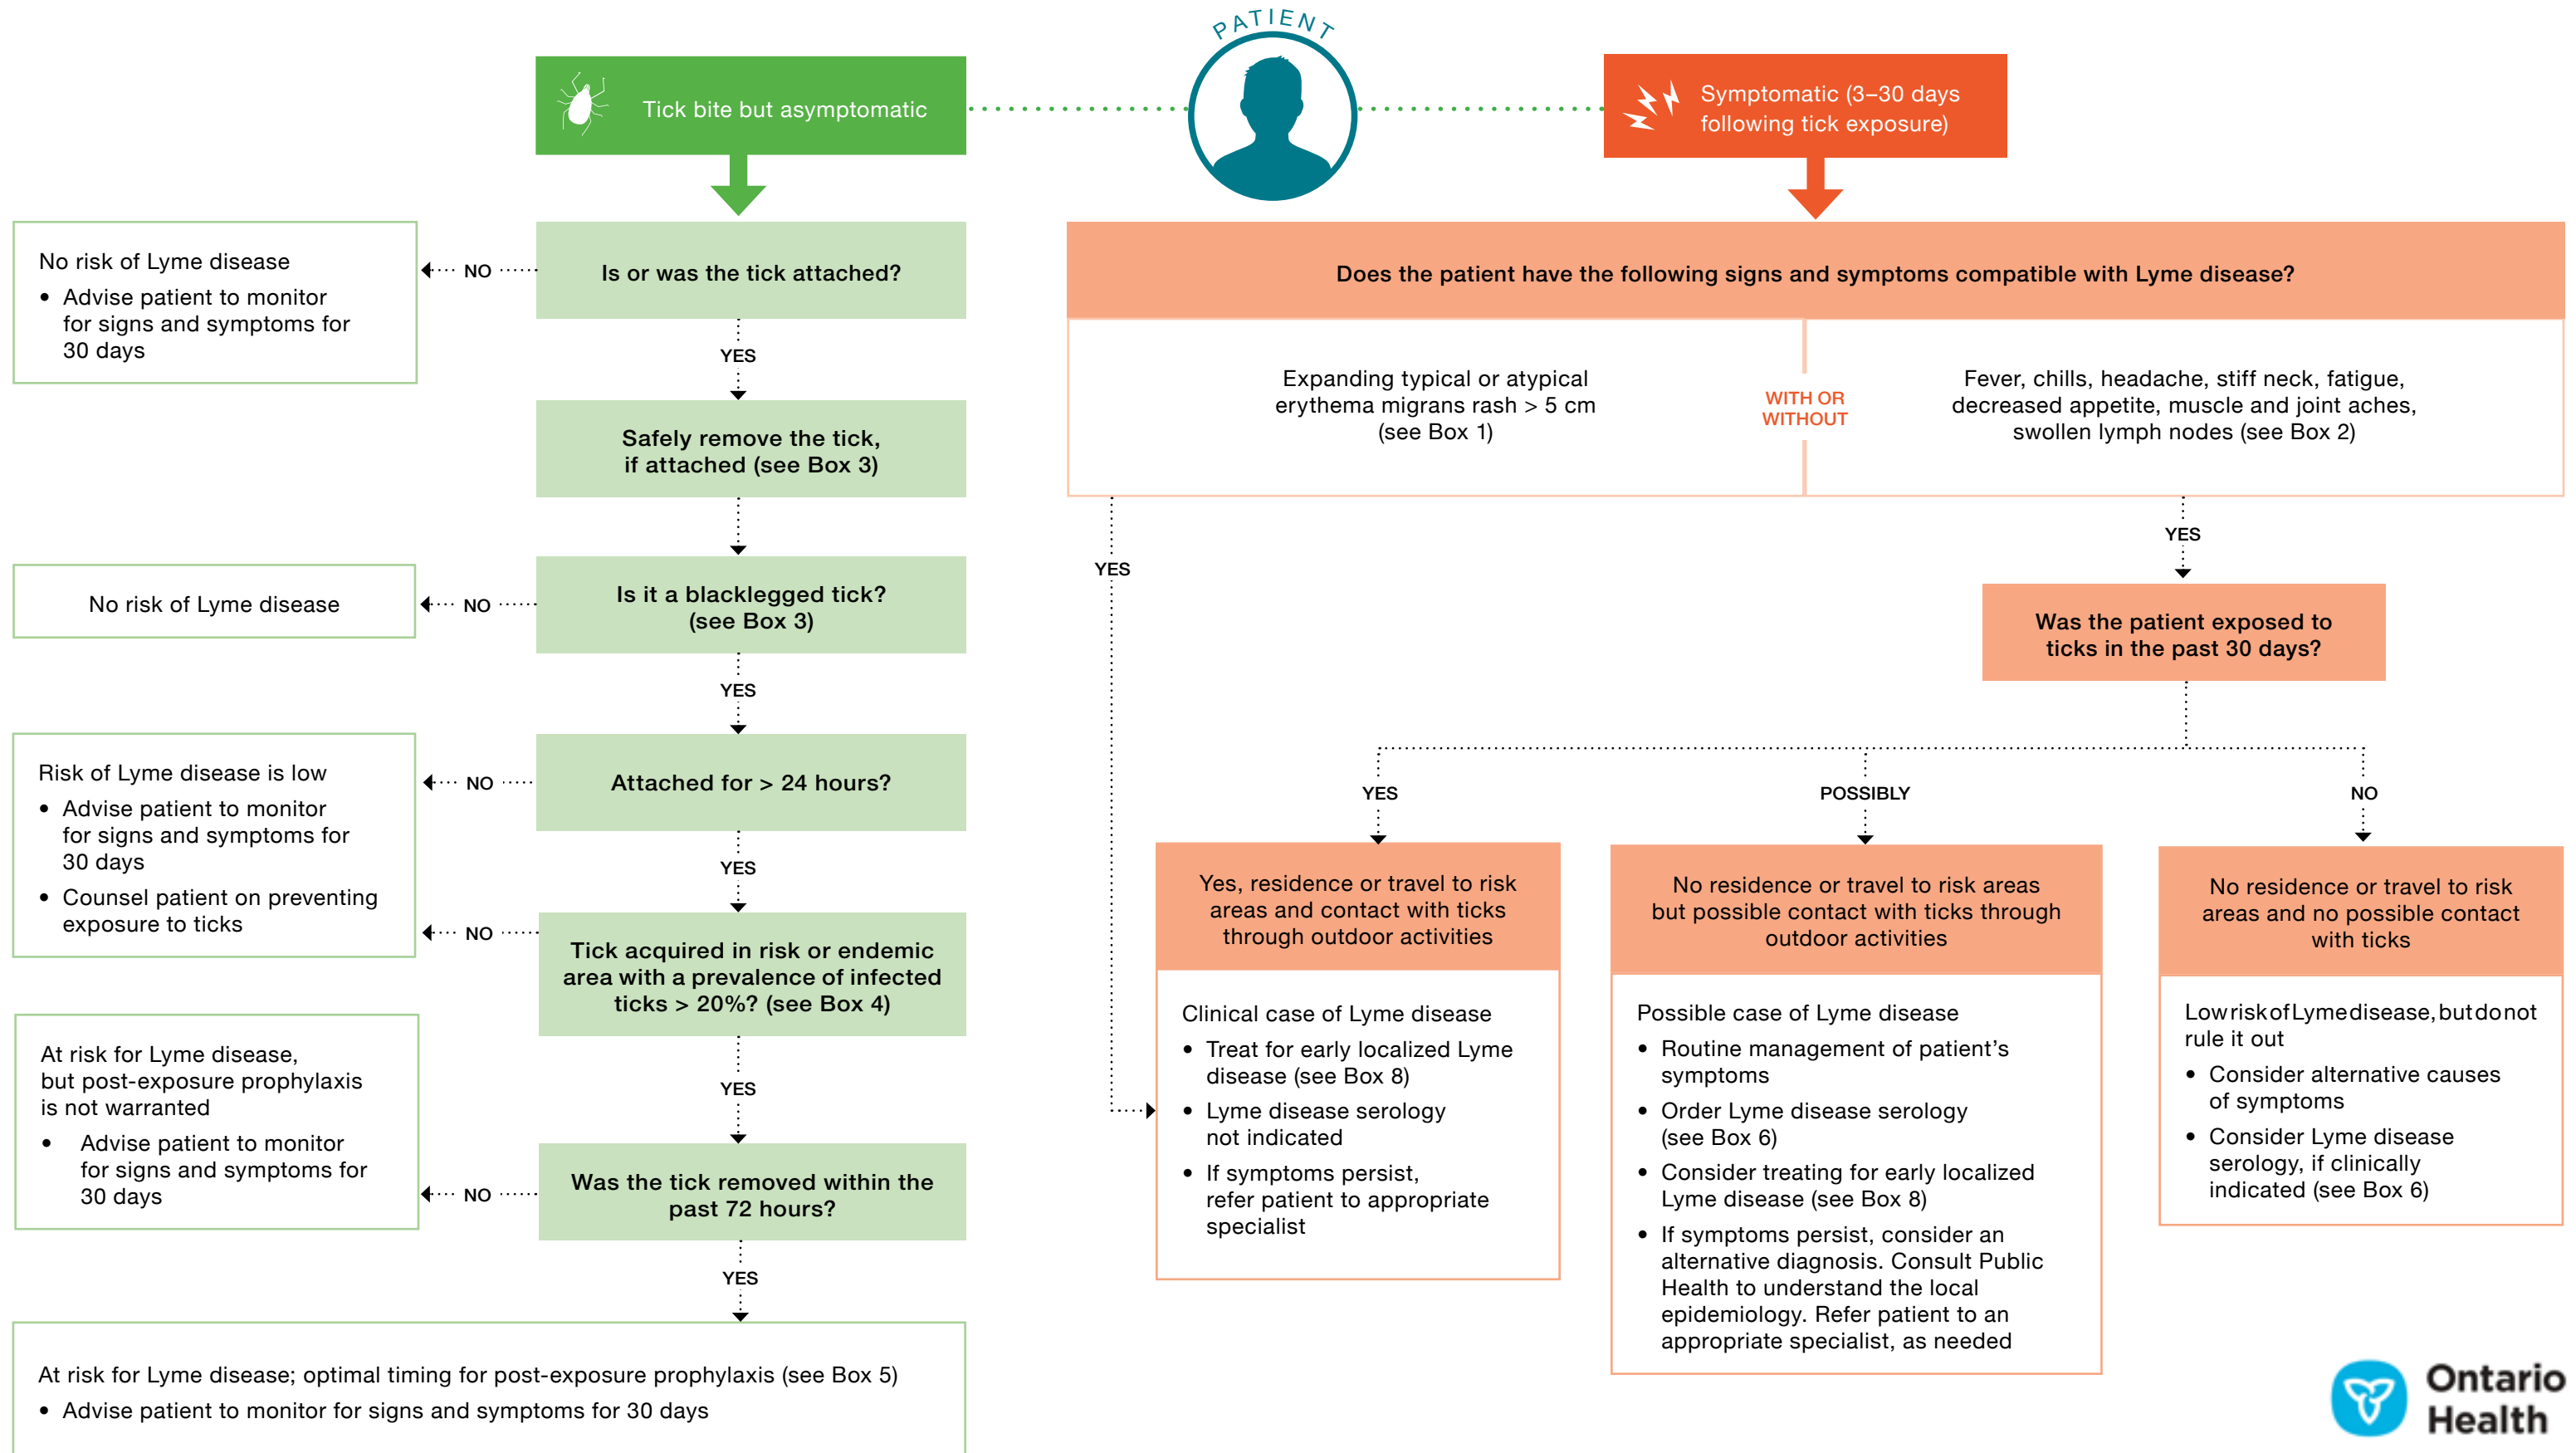 PATIENT
Tick bite but asymptomatic
Symptomatic (3–30 days
following tick exposure)
No risk of Lyme disease
• Advise patient to monitor
for signs and symptoms for
30 days
NO
Is or was the tick attached?
YES
Safely remove the tick,
if attached (see Box 3)
No risk of Lyme disease
NO
Is it a blacklegged tick?
(see Box 3)
YES
Risk of Lyme disease is low
• Advise patient to monitor
for signs and symptoms for
30 days
• Counsel patient on preventing
exposure to ticks
NO
Attached for > 24 hours?
YES
NO
Tick acquired in risk or endemic
area with a prevalence of infected
ticks > 20%? (see Box 4)
YES
At risk for Lyme disease,
but post-exposure prophylaxis
is not warranted
• Advise patient to monitor
for signs and symptoms for
30 days
NO
Was the tick removed within the
past 72 hours?
YES
At risk for Lyme disease; optimal timing for post-exposure prophylaxis (see Box 5)
• Advise patient to monitor for signs and symptoms for 30 days
Does the patient have the following signs and symptoms compatible with Lyme disease?
Expanding typical or atypical
erythema migrans rash > 5 cm
(see Box 1)
WITH OR
WITHOUT
Fever, chills, headache, stiff neck, fatigue,
decreased appetite, muscle and joint aches,
swollen lymph nodes (see Box 2)
YES
YES
Was the patient exposed to
ticks in the past 30 days?
YES
POSSIBLY
NO
Yes, residence or travel to risk
areas and contact with ticks
through outdoor activities
Clinical case of Lyme disease
• Treat for early localized Lyme
disease (see Box 8)
• Lyme disease serology
not indicated
• If symptoms persist,
refer patient to appropriate
specialist
No residence or travel to risk areas
but possible contact with ticks through
outdoor activities
Possible case of Lyme disease
• Routine management of patient’s
symptoms
• Order Lyme disease serology
(see Box 6)
• Consider treating for early localized
Lyme disease (see Box 8)
• If symptoms persist, consider an
alternative diagnosis. Consult Public
Health to understand the local
epidemiology. Refer patient to an
appropriate specialist, as needed
No residence or travel to risk
areas and no possible contact
with ticks
Low risk of Lyme disease, but do not
rule it out
• Consider alternative causes
of symptoms
• Consider Lyme disease
serology, if clinically
indicated (see Box 6)
Ontario
Health